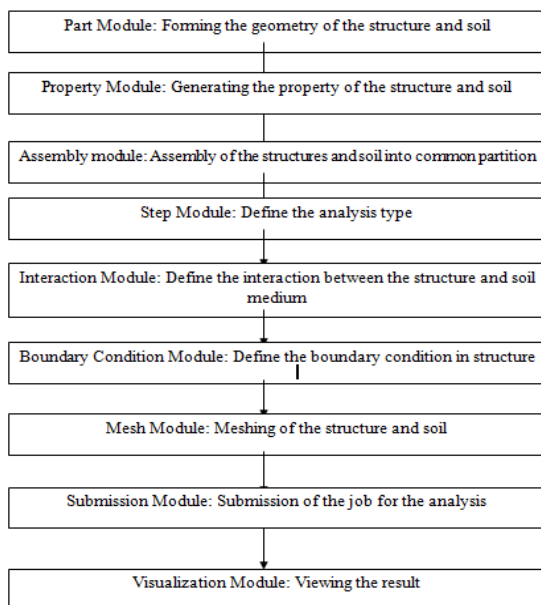 Part Module: Forming the geometry of the structure and soil
Property Module: Generating the property of the structure and soil
Assembly module: Assembly of the structures and soil into common partition
Step Module: Define the analysis type
Interaction Module: Define the interaction between the structure and soil
medium
Boundary Condition Module: Define the boundary condition in structure
Mesh Module: Meshing of the structure and soil
Submission Module: Submission of the job for the analysis
Visualization Module: Viewing the result